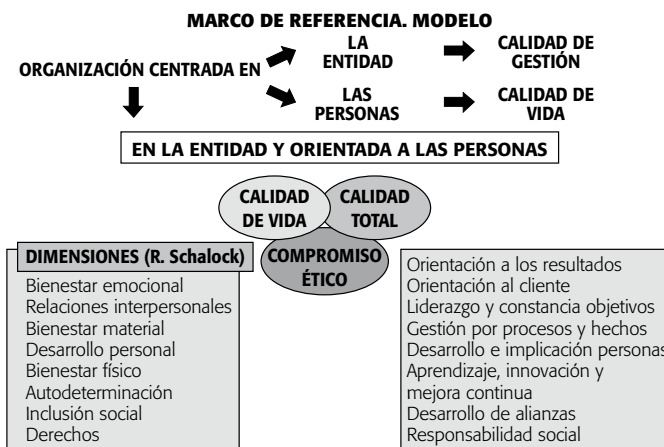 MARCO DE REFERENCIA. MODELO
ORGANIZACIÓN CENTRADA EN
LA
ENTIDAD
CALIDAD DE
GESTIÓN
LAS
PERSONAS
CALIDAD DE
VIDA
EN LA ENTIDAD Y ORIENTADA A LAS PERSONAS
CALIDAD
DE VIDA
CALIDAD
TOTAL
COMPROMISO
ÉTICO
DIMENSIONES (R. Schalock)
Bienestar emocional
Relaciones interpersonales
Bienestar material
Desarrollo personal
Bienestar físico
Autodeterminación
Inclusión social
Derechos
Orientación a los resultados
Orientación al cliente
Liderazgo y constancia objetivos
Gestión por procesos y hechos
Desarrollo e implicación personas
Aprendizaje, innovación y
mejora continua
Desarrollo de alianzas
Responsabilidad social